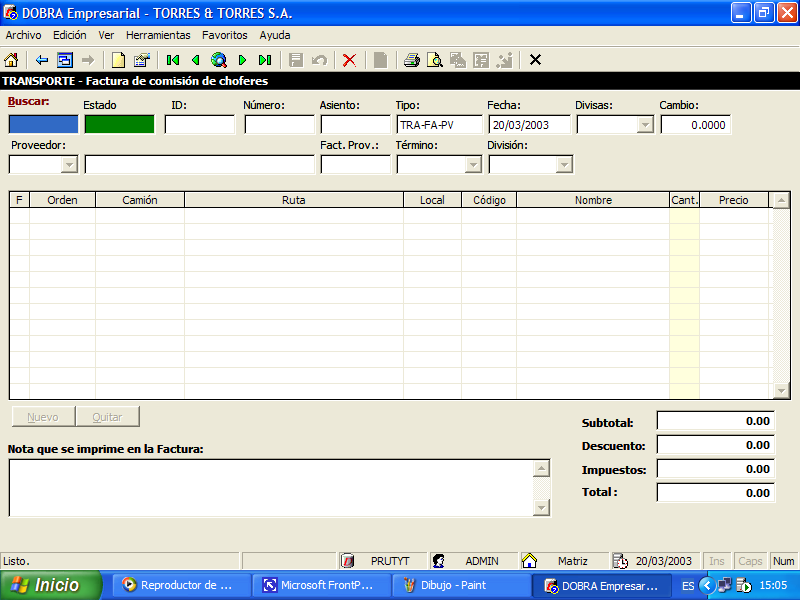 DOBRA Empresarial - TORRES & TORRES S.A.
Archivo Edición Ver Herramientas Favoritos Ayuda
TRANSPORTE - Factura de comisión de choferes
Buscar: Estado ID: Número: Asiento: Tipo: Fecha: Divisas: Cambio:
TRA-FA-PV 20/03/2003 0.0000
Proveedor: Fact. Prov.: Término: División:
F Orden Camión Ruta Local Código Nombre Cant. Precio
Nuevo Quitar
Subtotal: 0.00
Descuento: 0.00
Nota que se imprime en la Factura:
Impuestos: 0.00
Total: 0.00
Listo. PRUTYT ADMIN Matriz 20/03/2003 Ins Caps Num
Inicio Reproductor de ... Microsoft FrontP... Dibujo - Paint DOBRA Empresar... ES 15:05